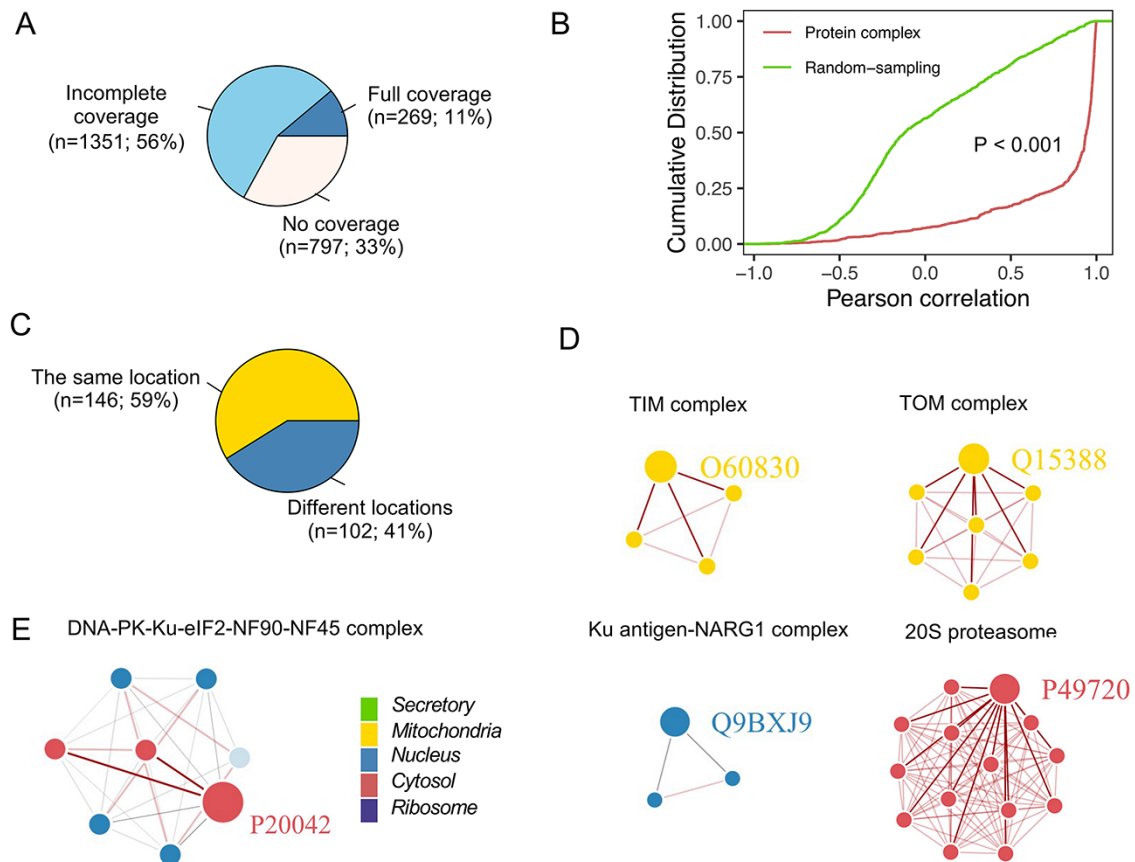 A
Incomplete
coverage
(n=1351; 56%)
Full coverage
(n=269; 11%)
No coverage
(n=797; 33%)
B
Cumulative Distribution
1.00
0.75
0.50
0.25
0.00
Protein complex
Random−sampling
P < 0.001
−1.0
−0.5
0.0
0.5
1.0
Pearson correlation
C
The same location
(n=146; 59%)
Different locations
(n=102; 41%)
D
TIM complex
O60830
TOM complex
Q15388
Ku antigen-NARG1 complex
Q9BXJ9
20S proteasome
P49720
E
DNA-PK-Ku-eIF2-NF90-NF45 complex
P20042
Secretory
Mitochondria
Nucleus
Cytosol
Ribosome